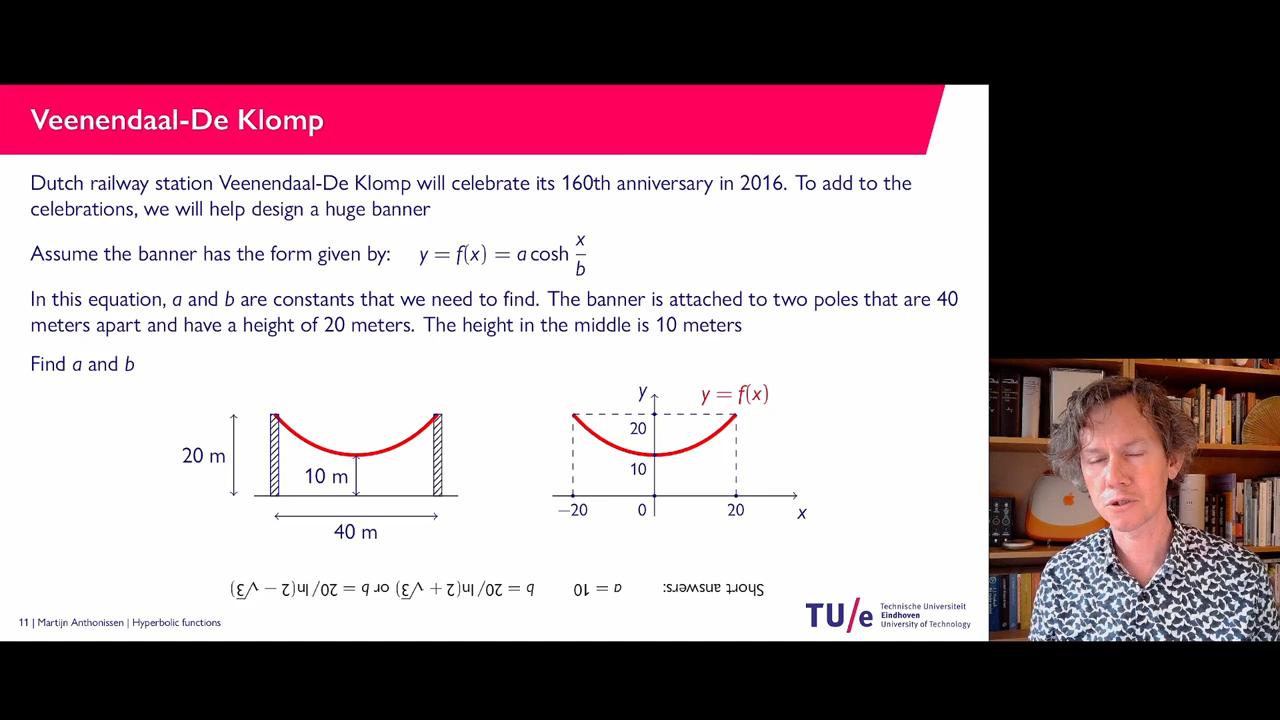 Veenendaal-De Klomp
Dutch railway station Veenendaal-De Klomp will celebrate its 160th anniversary in 2016. To add to the
celebrations, we will help design a huge banner
Assume the banner has the form given by: y = f(x) = a cosh x/b
In this equation, a and b are constants that we need to find. The banner is attached to two poles that are 40
meters apart and have a height of 20 meters. The height in the middle is 10 meters
Find a and b
20 m
10 m
40 m
y
y = f(x)
20
10
−20
0
20
x
Short answers: a = 10 b = 20/ln(2 + √3) or b = 20/ln(2 − √3)
11 | Martijn Anthonissen | Hyperbolic functions
TU/e
Technische Universiteit
Eindhoven
University of Technology